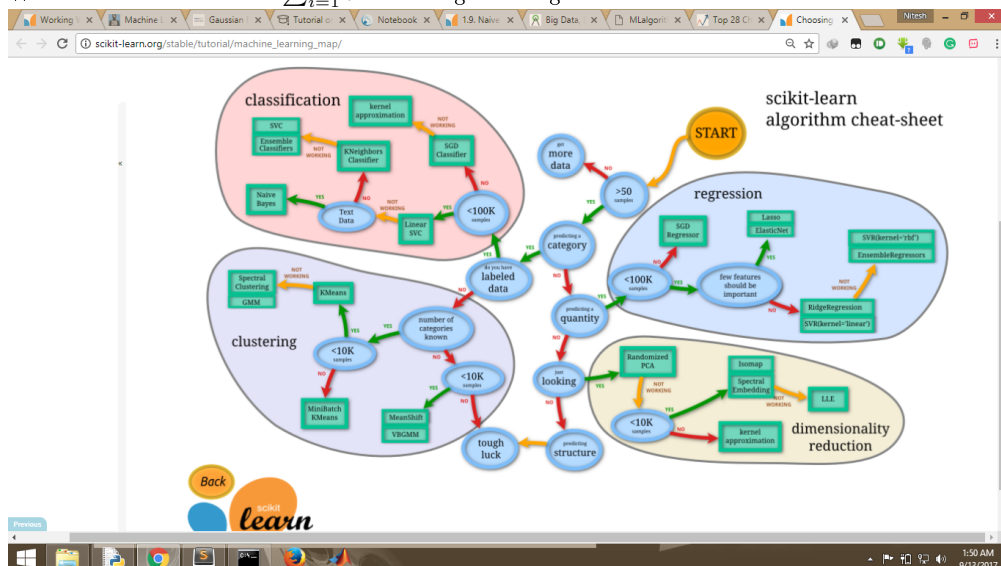 Working
Machine L
Gaussian
Tutorial o
Notebook
1.9. Naive
Big Data,
MLalgorit
Top 28 Ch
Choosing
Nitesh
scikit-learn.org/stable/tutorial/machine_learning_map/
scikit-learn
algorithm cheat-sheet
START
get
more
data
NO
>50
samples
YES
predicting a
category
YES
NO
do you have
labeled
data
YES
NO
predicting a
quantity
YES
NO
just
looking
YES
NO
predicting
structure
tough
luck
classification
kernel
approximation
NOT
WORKING
SGD
Classifier
NO
<100K
samples
YES
Linear
SVC
NOT
WORKING
Text
Data
YES
Naive
Bayes
NO
KNeighbors
Classifier
NOT
WORKING
SVC
Ensemble
Classifiers
regression
<100K
samples
NO
SGD
Regressor
YES
few features
should be
important
YES
Lasso
ElasticNet
NO
RidgeRegression
SVR(kernel='linear')
NOT
WORKING
SVR(kernel='rbf')
EnsembleRegressors
clustering
number of
categories
known
YES
NO
<10K
samples
YES
KMeans
NOT
WORKING
Spectral
Clustering
GMM
NO
MiniBatch
KMeans
<10K
samples
YES
MeanShift
VBGMM
NO
dimensionality
reduction
Randomized
PCA
NOT
WORKING
<10K
samples
YES
Isomap
Spectral
Embedding
NOT
WORKING
LLE
NO
kernel
approximation
Back
scikit
learn
Previous
1:50 AM
9/13/2017